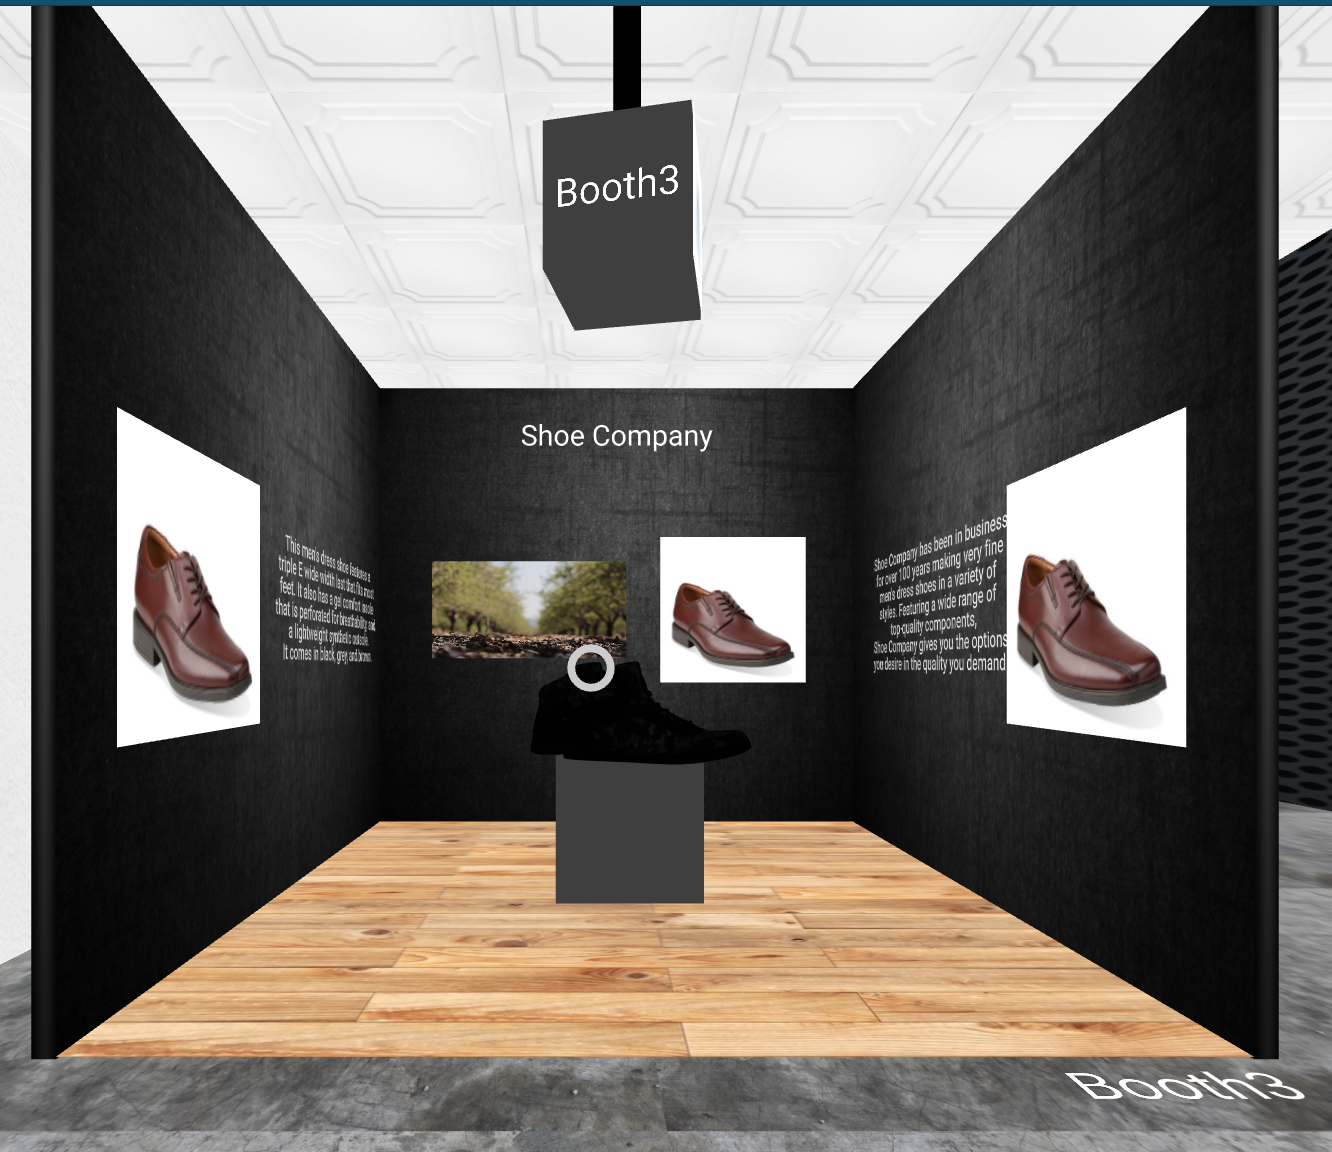 Booth3
Shoe Company
This men's dress shoe features a
triple E wide width last that fits most
feet. It also has a gel comfort insole
that is perforated for breathability and
a lightweight synthetic outsole.
It comes in black, grey, and brown.
Shoe Company has been in business
for over 100 years making very fine
men's dress shoes in a variety of
styles. Featuring a wide range of
top-quality components,
Shoe Company gives you the options
you desire in the quality you demand
Booth3